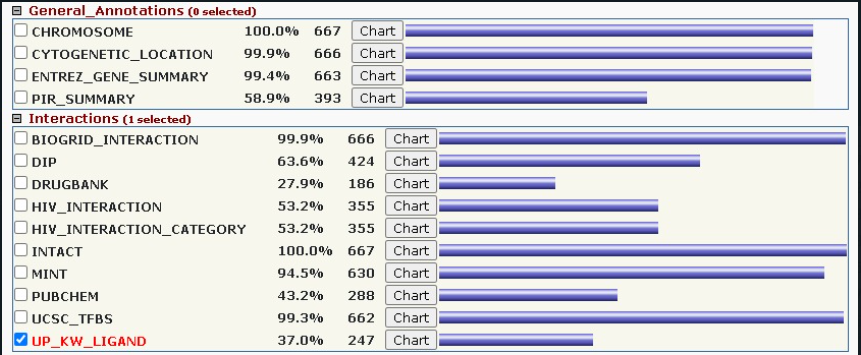 General_Annotations (0 selected)
CHROMOSOME 100.0% 667 Chart
CYTOGENETIC_LOCATION 99.9% 666 Chart
ENTREZ_GENE_SUMMARY 99.4% 663 Chart
PIR_SUMMARY 58.9% 393 Chart
Interactions (1 selected)
BIOGRID_INTERACTION 99.9% 666 Chart
DIP 63.6% 424 Chart
DRUGBANK 27.9% 186 Chart
HIV_INTERACTION 53.2% 355 Chart
HIV_INTERACTION_CATEGORY 53.2% 355 Chart
INTACT 100.0% 667 Chart
MINT 94.5% 630 Chart
PUBCHEM 43.2% 288 Chart
UCSC_TFBS 99.3% 662 Chart
UP_KW_LIGAND 37.0% 247 Chart